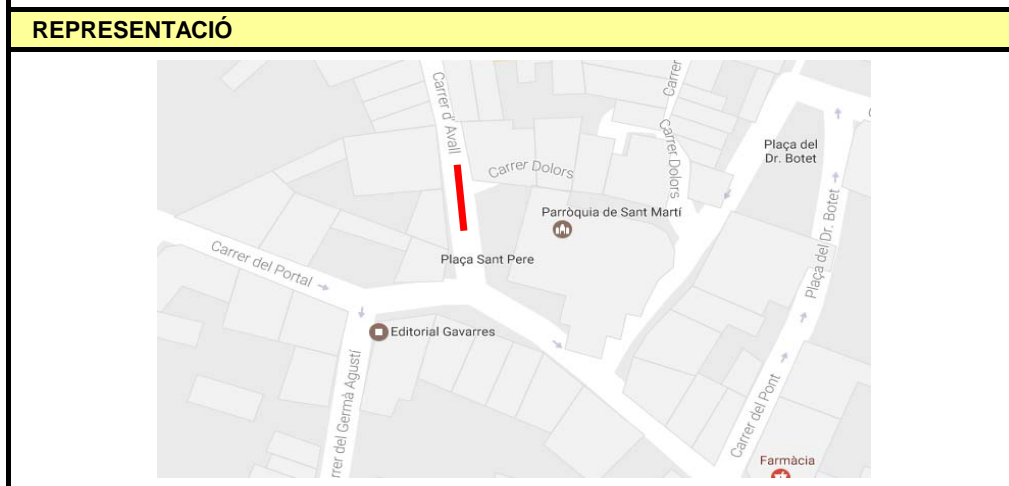 REPRESENTACIÓ
Carrer d' Avall
Carrer
Carrer Dolors
Carrer Dolors
Plaça del
Dr. Botet
Parròquia de Sant Martí
Plaça del Dr. Botet
Plaça Sant Pere
Carrer del Portal
Editorial Gavarres
rrer del Germà Agustí
Carrer del Pont
Farmàcia